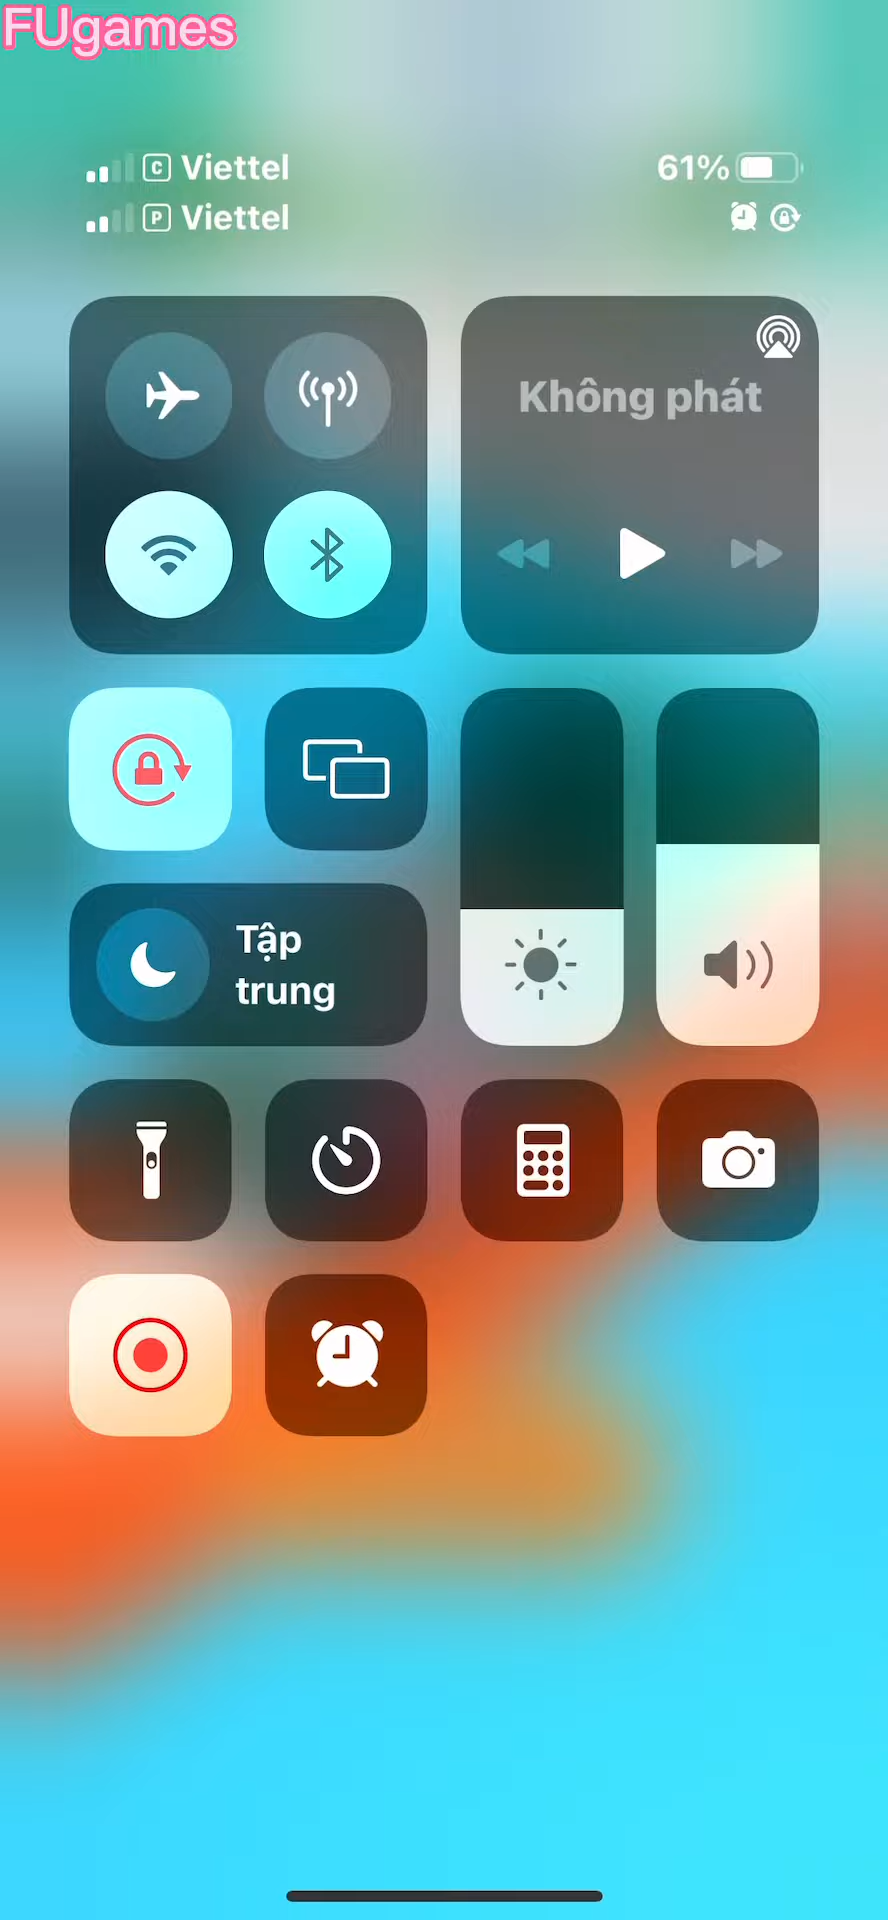 FUgames
C Viettel
61%
P Viettel
Không phát
Tập
trung